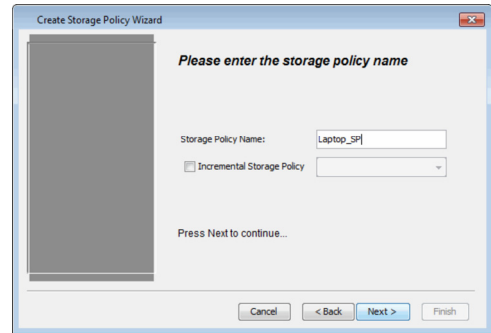 Create Storage Policy Wizard
Please enter the storage policy name
Storage Policy Name: Laptop_SP
Incremental Storage Policy
Press Next to continue...
Cancel < Back Next > Finish